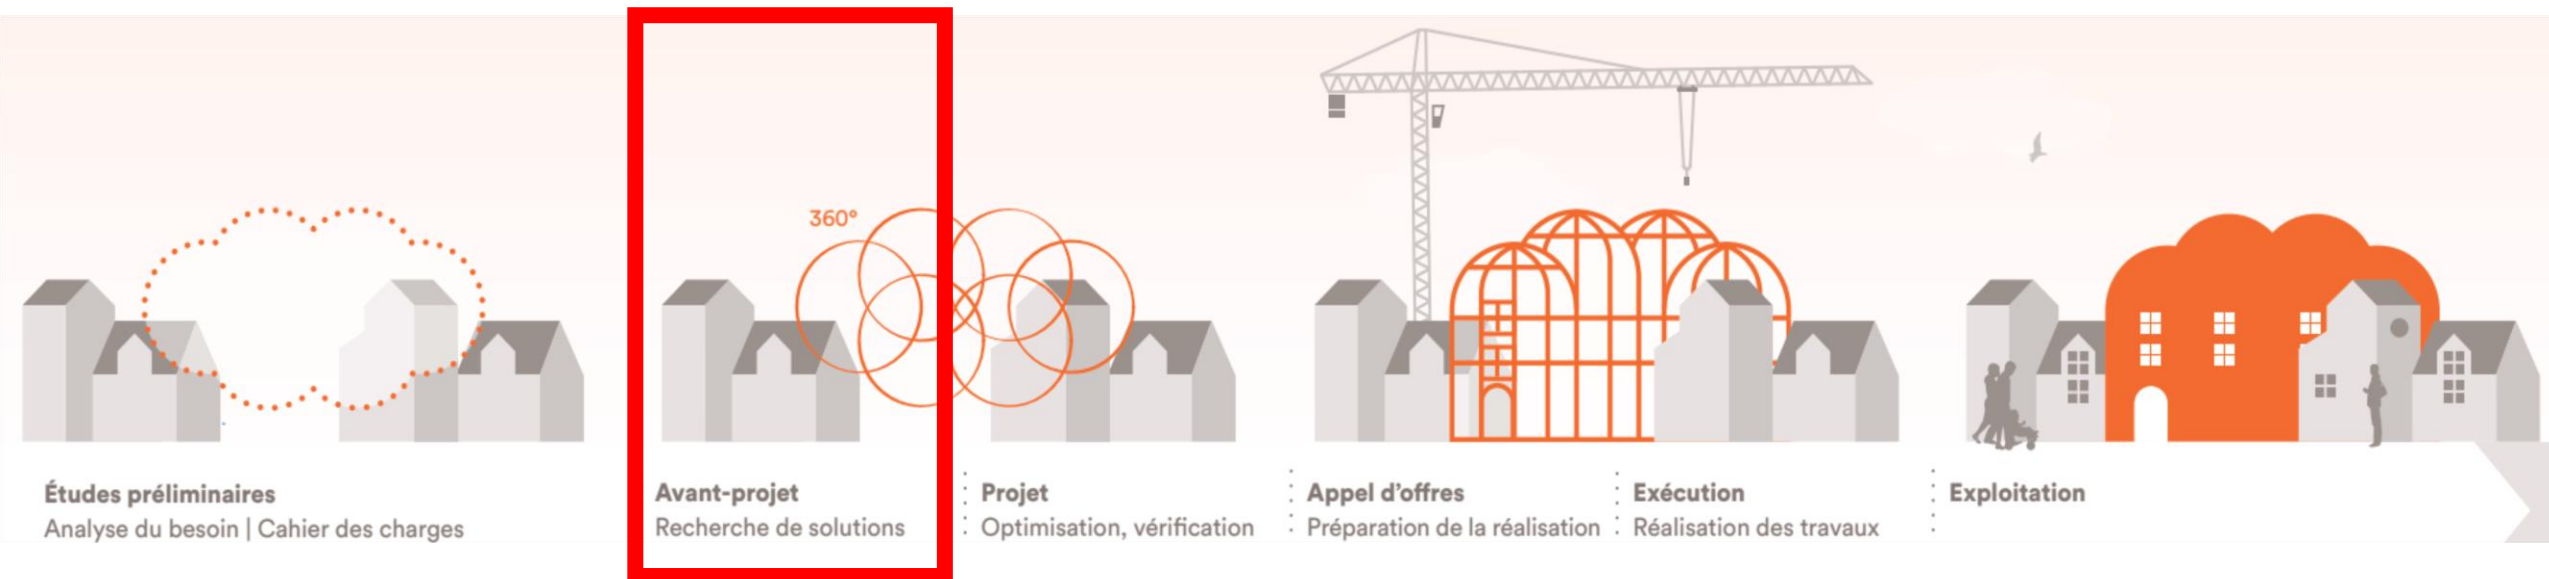 360°
Études préliminaires
Analyse du besoin | Cahier des charges
Avant-projet
Recherche de solutions
Projet
Optimisation, vérification
Appel d'offres
Préparation de la réalisation
Exécution
Réalisation des travaux
Exploitation